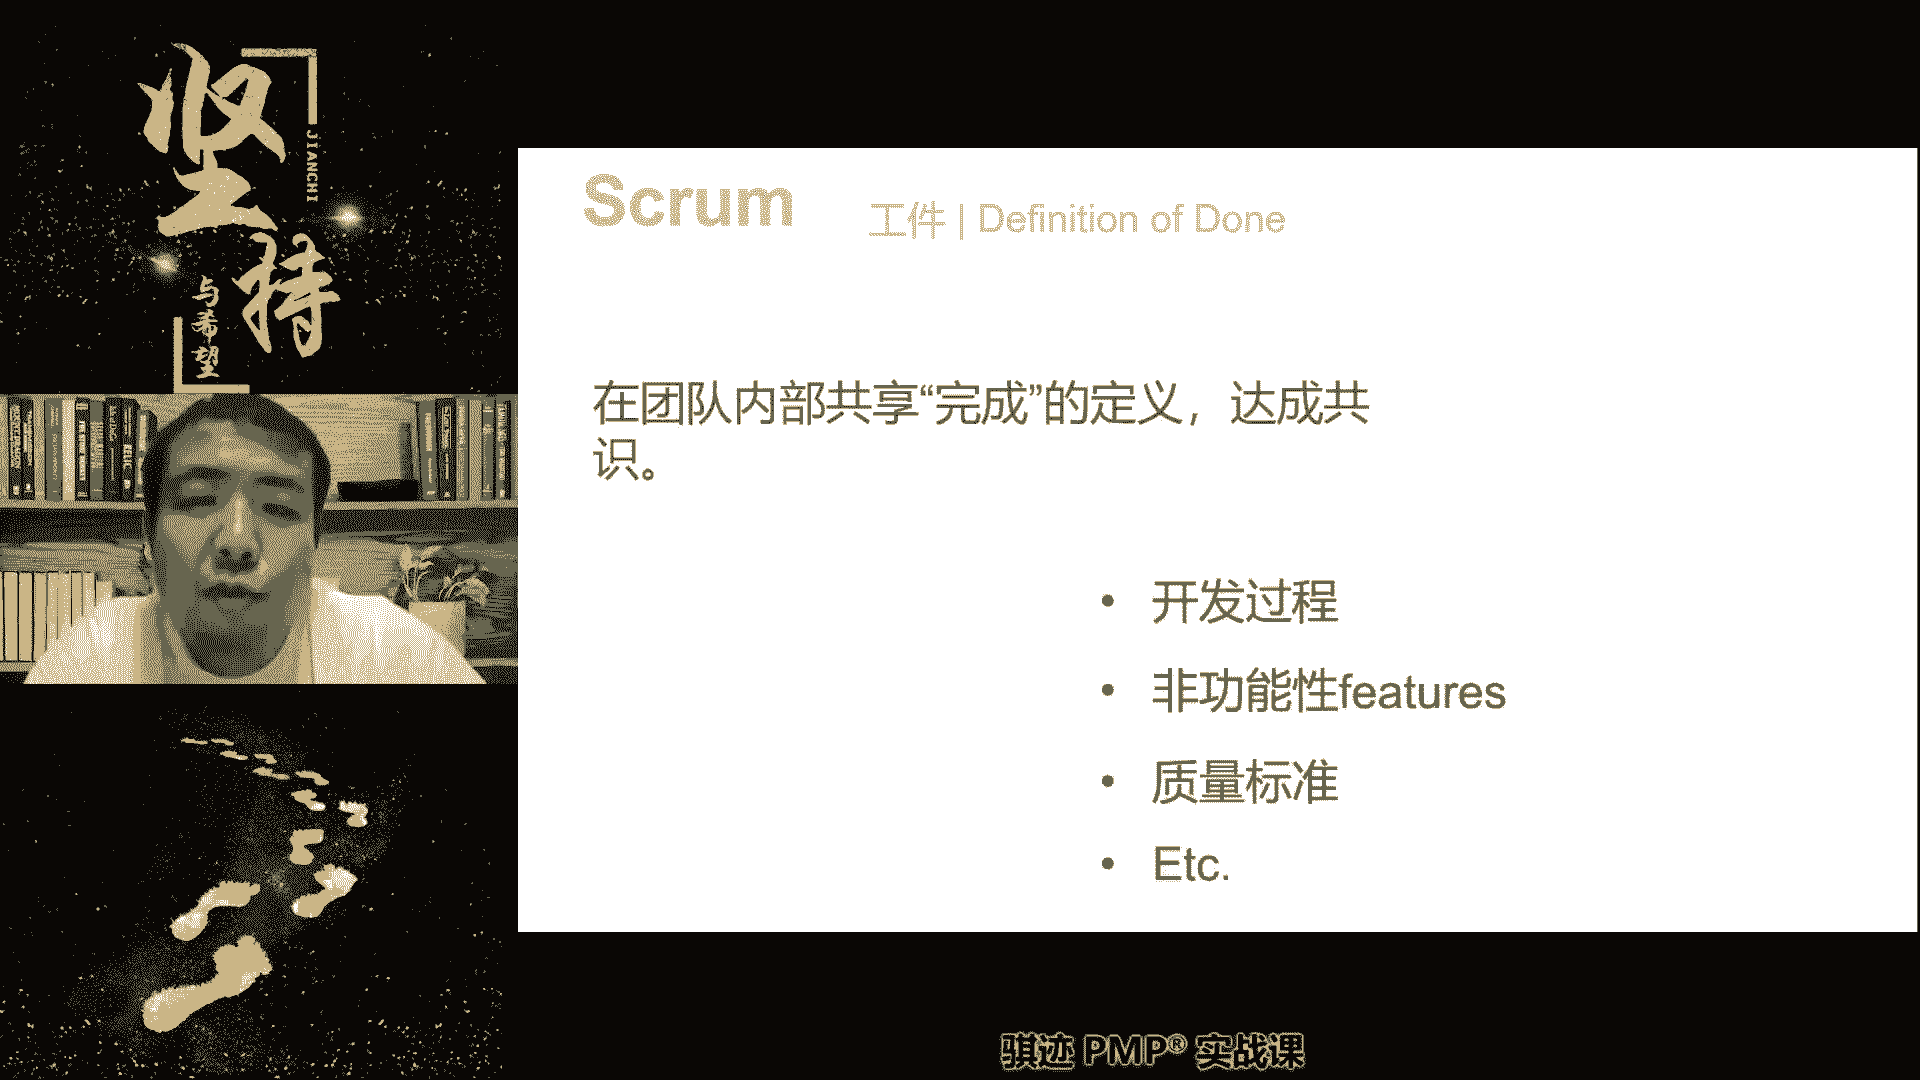 坚持
JIANCHI
与希望
Scrum
工件 | Definition of Done
在团队内部共享“完成”的定义，达成共
识。
• 开发过程
• 非功能性features
• 质量标准
• Etc.
骐迹 PMP® 实战课